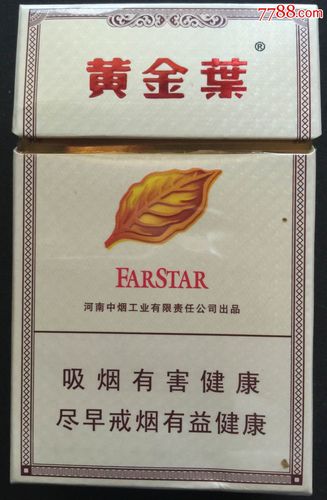 7788.com
黄金葉®
FARSTAR
河南中烟工业有限责任公司出品
吸烟有害健康
尽早戒烟有益健康